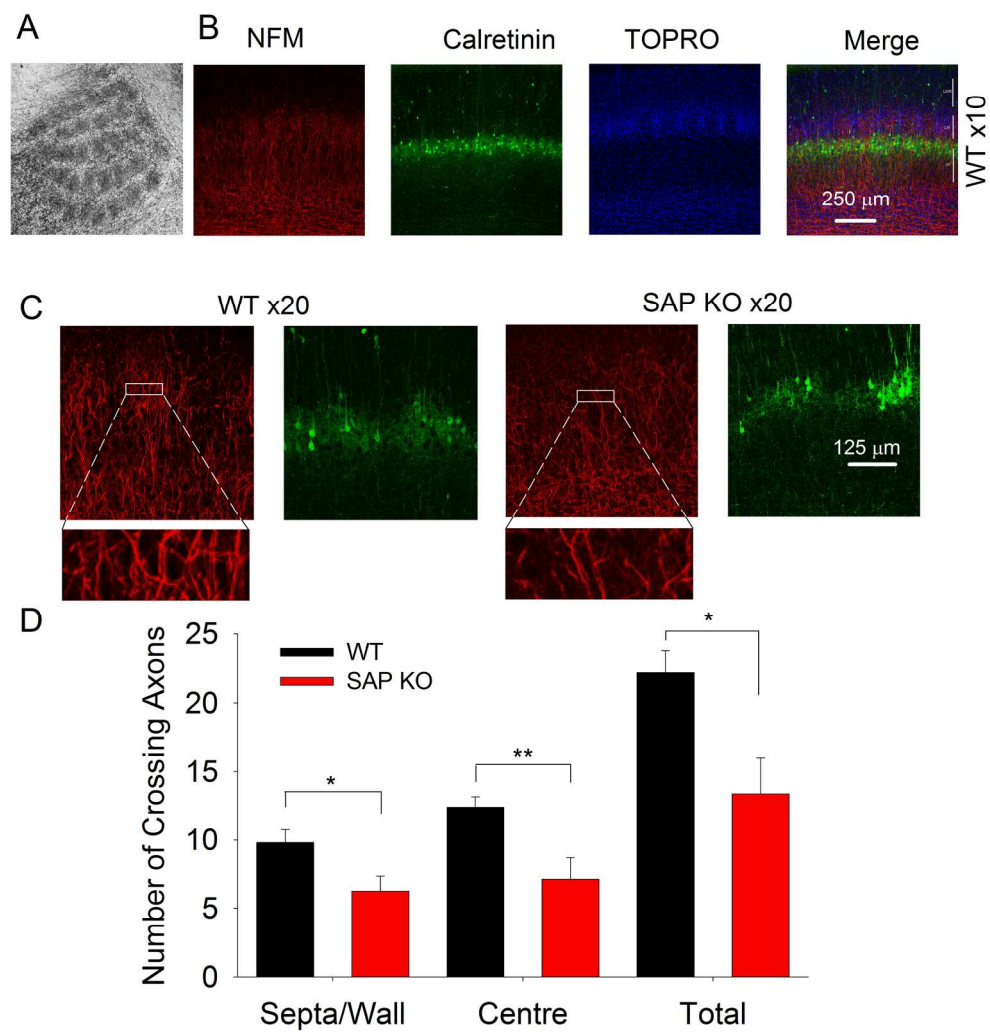 A
B
NFM
Calretinin
TOPRO
Merge
WT x10
250 μm
C
WT x20
SAP KO x20
125 μm
D
Number of Crossing Axons
25
20
15
10
5
0
WT
SAP KO
*
**
*
Septa/Wall
Centre
Total